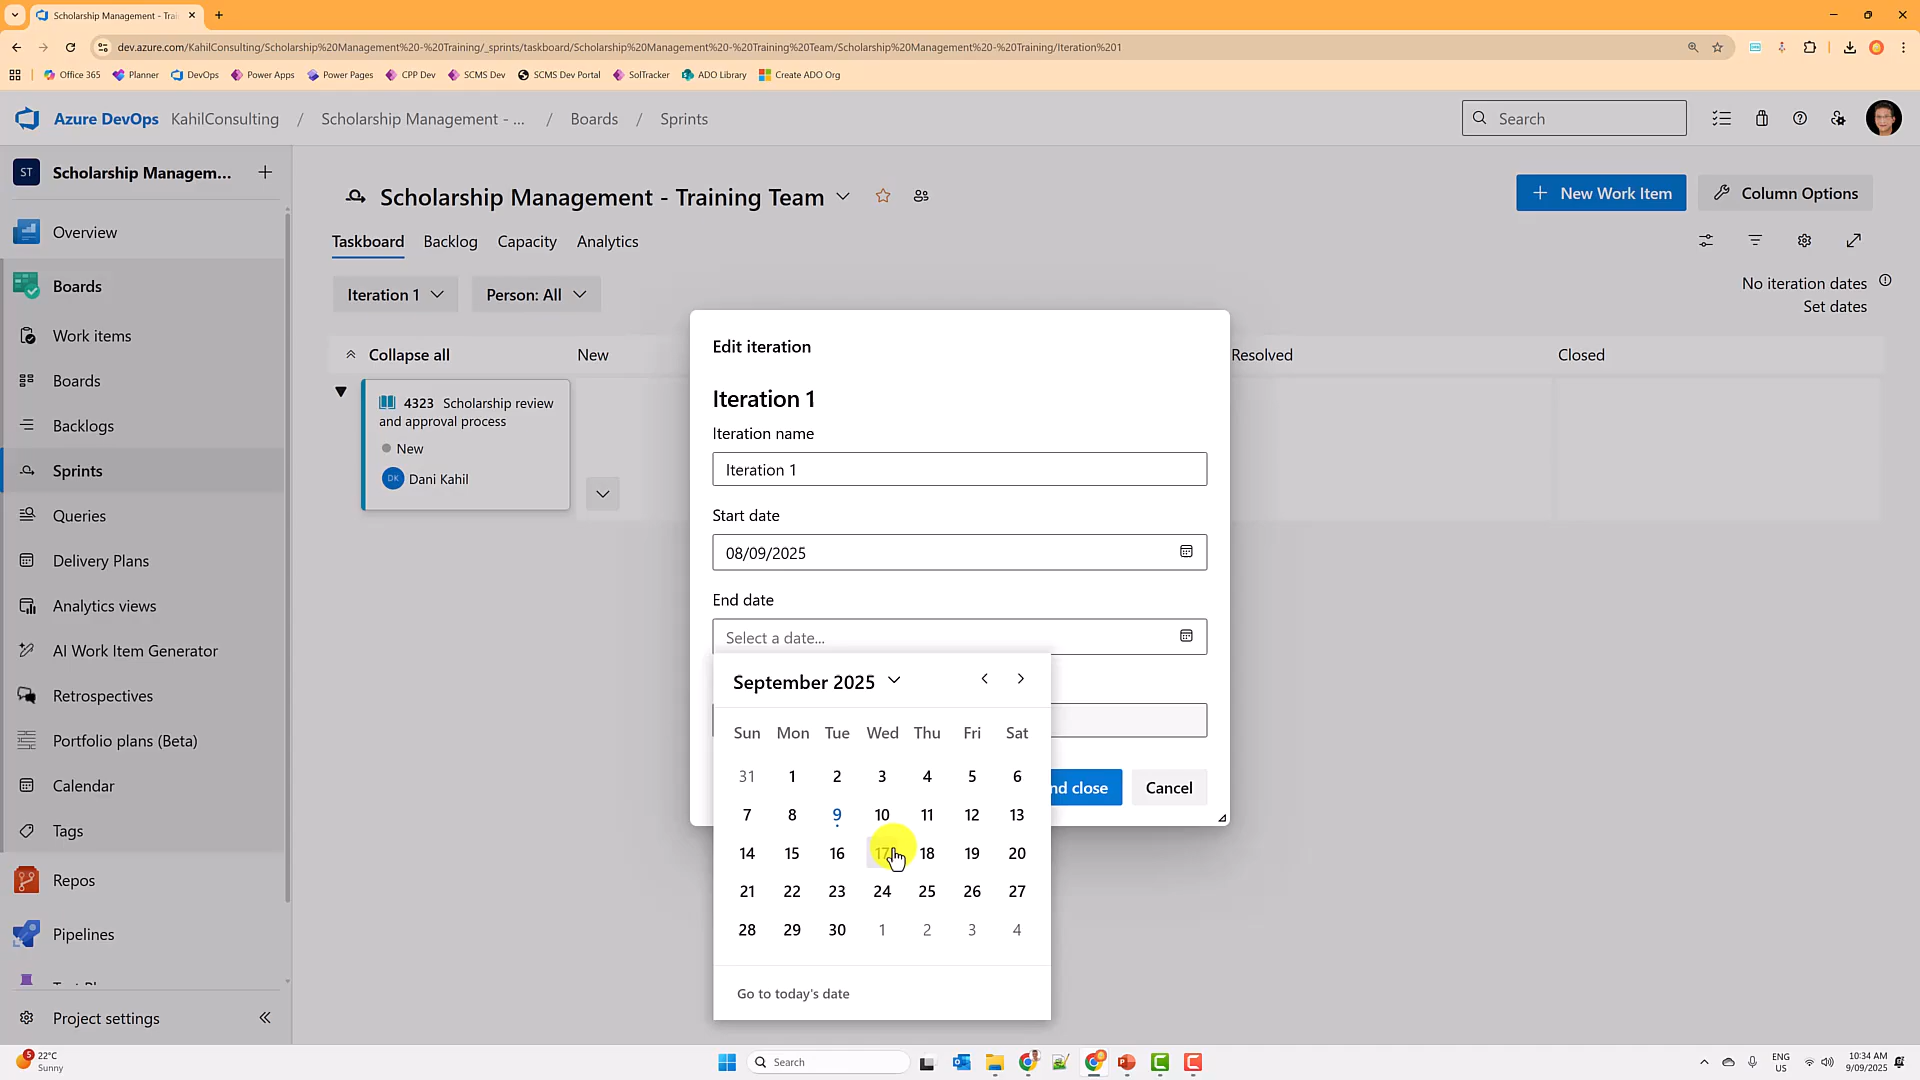 Scholarship Management - Trai
dev.azure.com/KahilConsulting/Scholarship%20Management%20-%20Training/_sprints/taskboard/Scholarship%20Management%20-%20Training%20Team/Scholarship%20Management%20-%20Training/Iteration%201
Office 365 Planner DevOps Power Apps Power Pages CPP Dev SCMS Dev SCMS Dev Portal SolTracker ADO Library Create ADO Org
Azure DevOps KahilConsulting / Scholarship Management - ... / Boards / Sprints Search
ST Scholarship Managem...
Scholarship Management - Training Team
New Work Item Column Options
Overview
Taskboard Backlog Capacity Analytics
Boards
Iteration 1 Person: All
No iteration dates
Set dates
Work items
Boards
Backlogs
Sprints
Queries
Delivery Plans
Analytics views
AI Work Item Generator
Retrospectives
Portfolio plans (Beta)
Calendar
Tags
Repos
Pipelines
Project settings
Collapse all New Resolved Closed
4323 Scholarship review
and approval process
New
DK Dani Kahil
Edit iteration
Iteration 1
Iteration name
Iteration 1
Start date
08/09/2025
End date
Select a date...
September 2025
Sun Mon Tue Wed Thu Fri Sat
31 1 2 3 4 5 6
7 8 9 10 11 12 13
14 15 16 17 18 19 20
21 22 23 24 25 26 27
28 29 30 1 2 3 4
Go to today's date
nd close Cancel
5 22°C
Sunny
Search
ENG
US
10:34 AM
9/09/2025